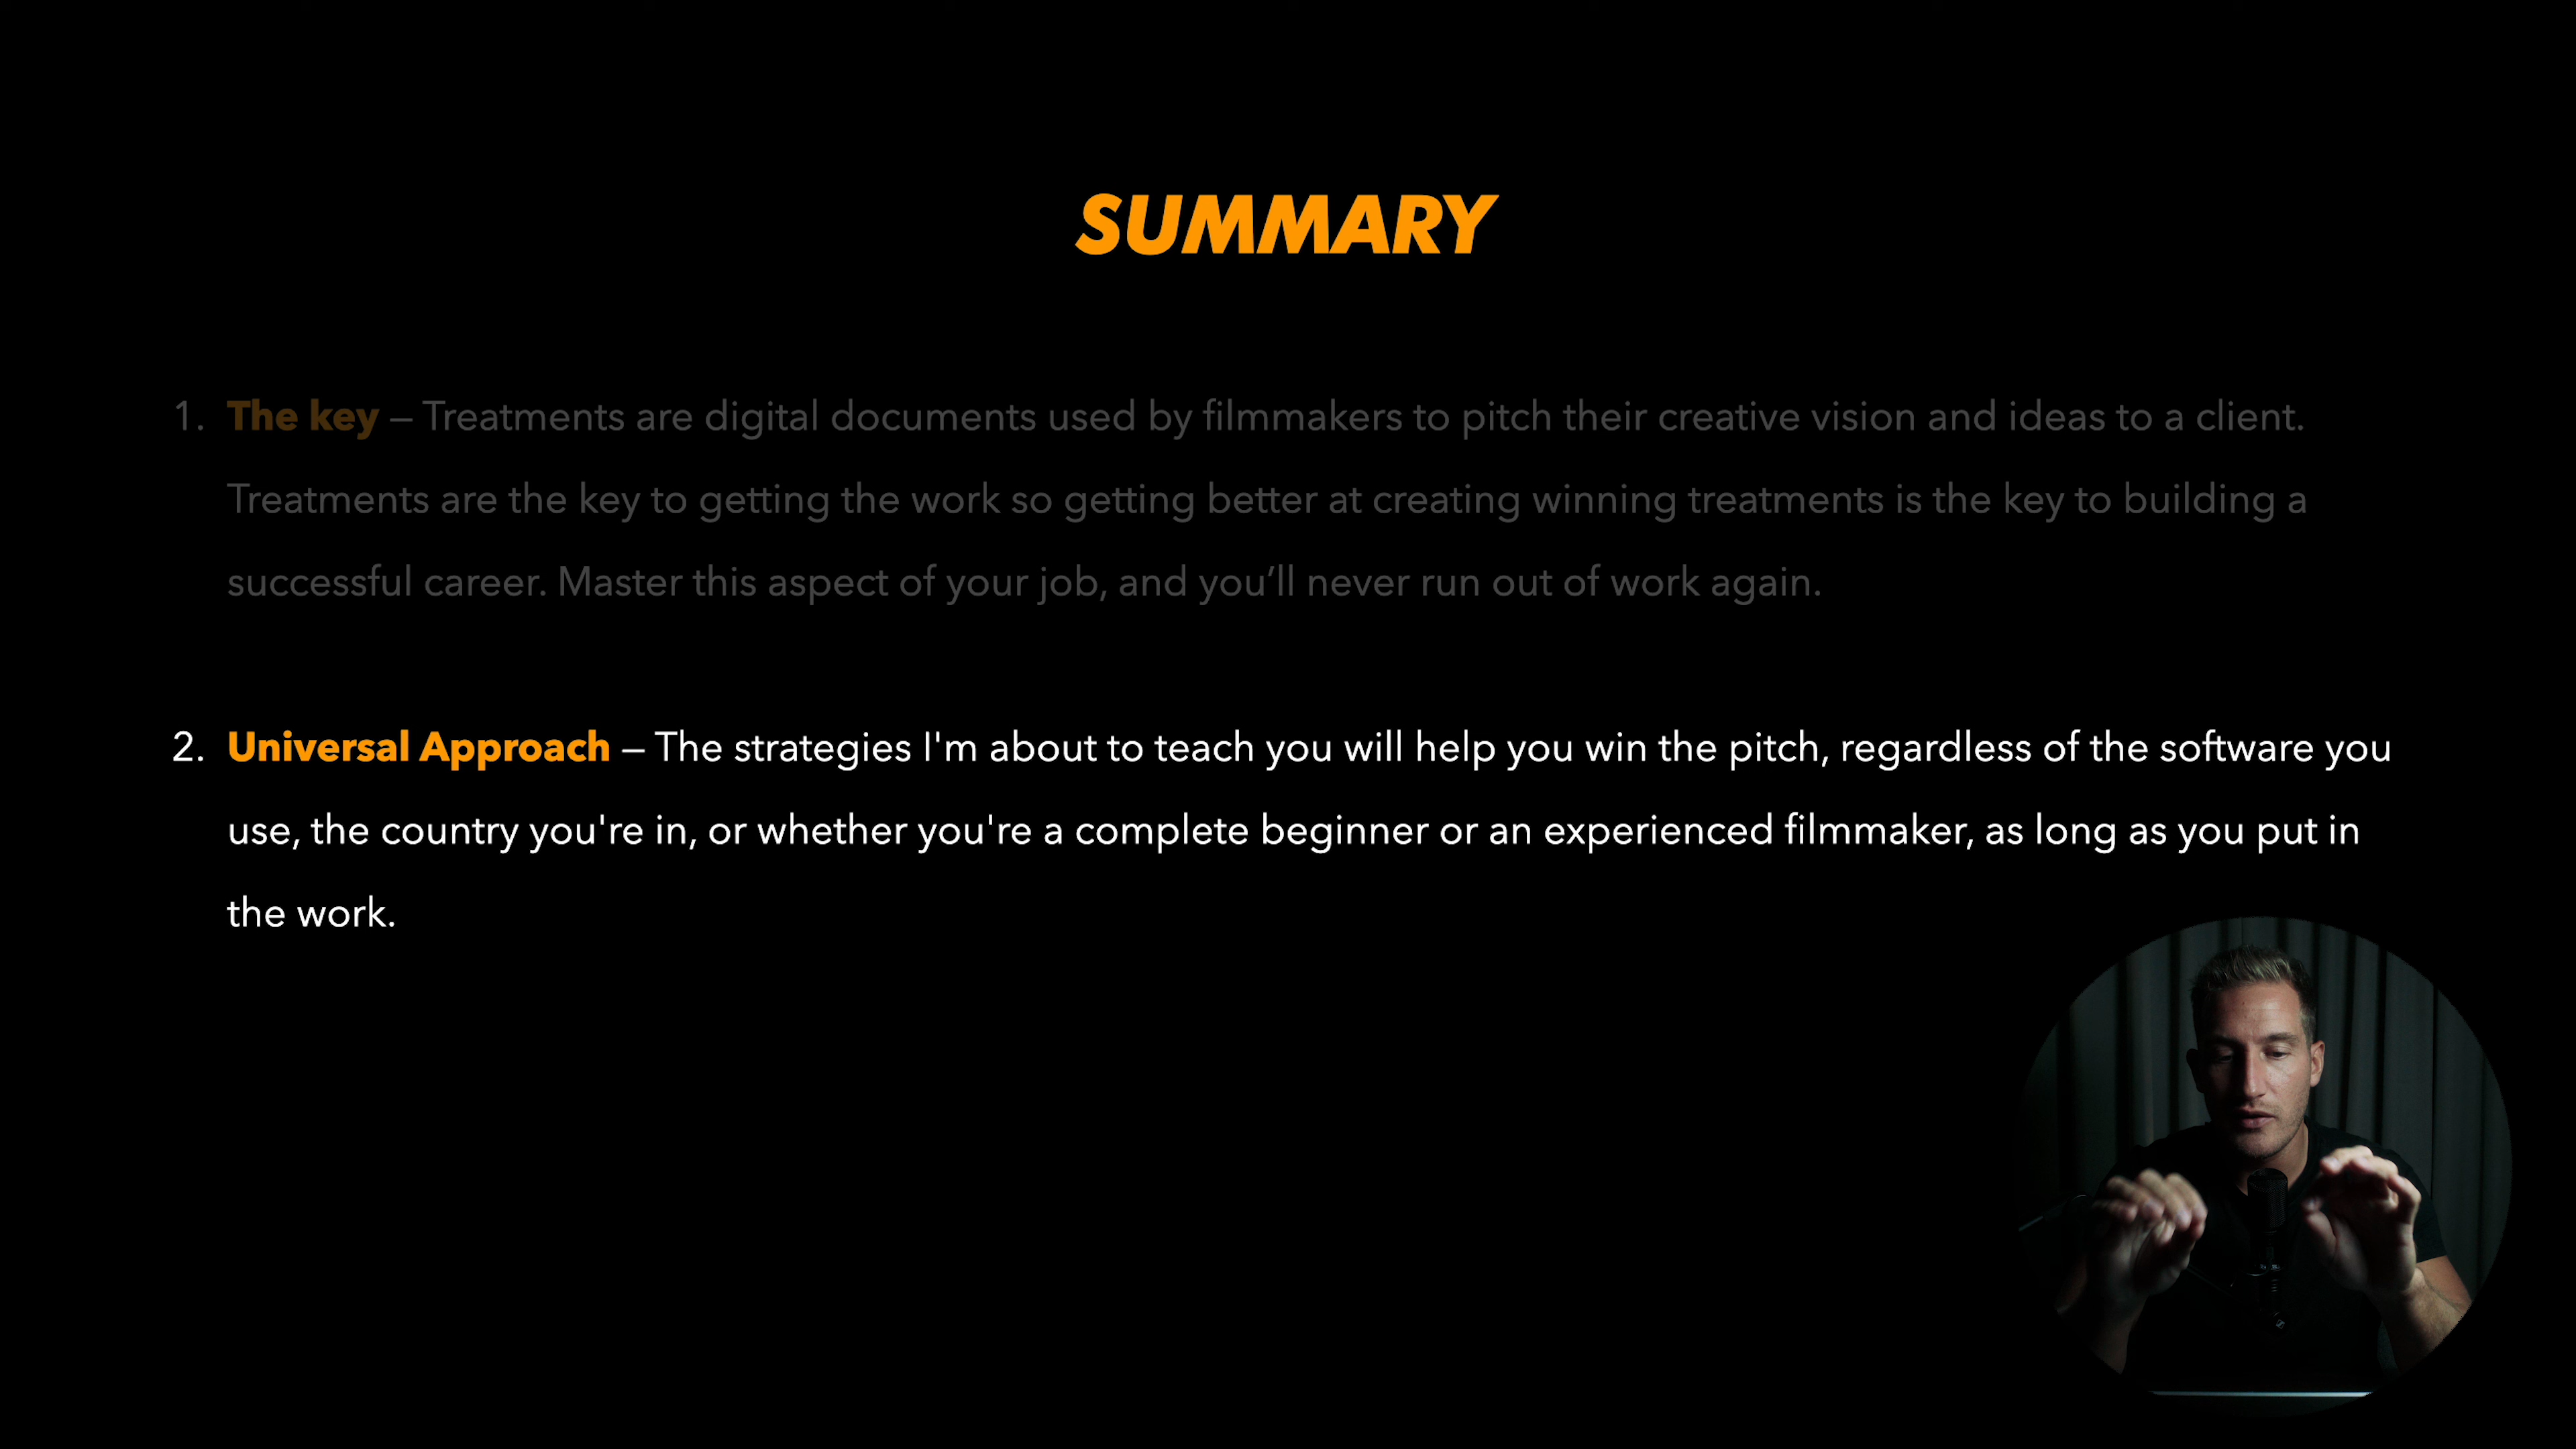 SUMMARY
1. The key – Treatments are digital documents used by filmmakers to pitch their creative vision and ideas to a client.
Treatments are the key to getting the work so getting better at creating winning treatments is the key to building a
successful career. Master this aspect of your job, and you’ll never run out of work again.
2. Universal Approach – The strategies I'm about to teach you will help you win the pitch, regardless of the software you
use, the country you're in, or whether you're a complete beginner or an experienced filmmaker, as long as you put in
the work.